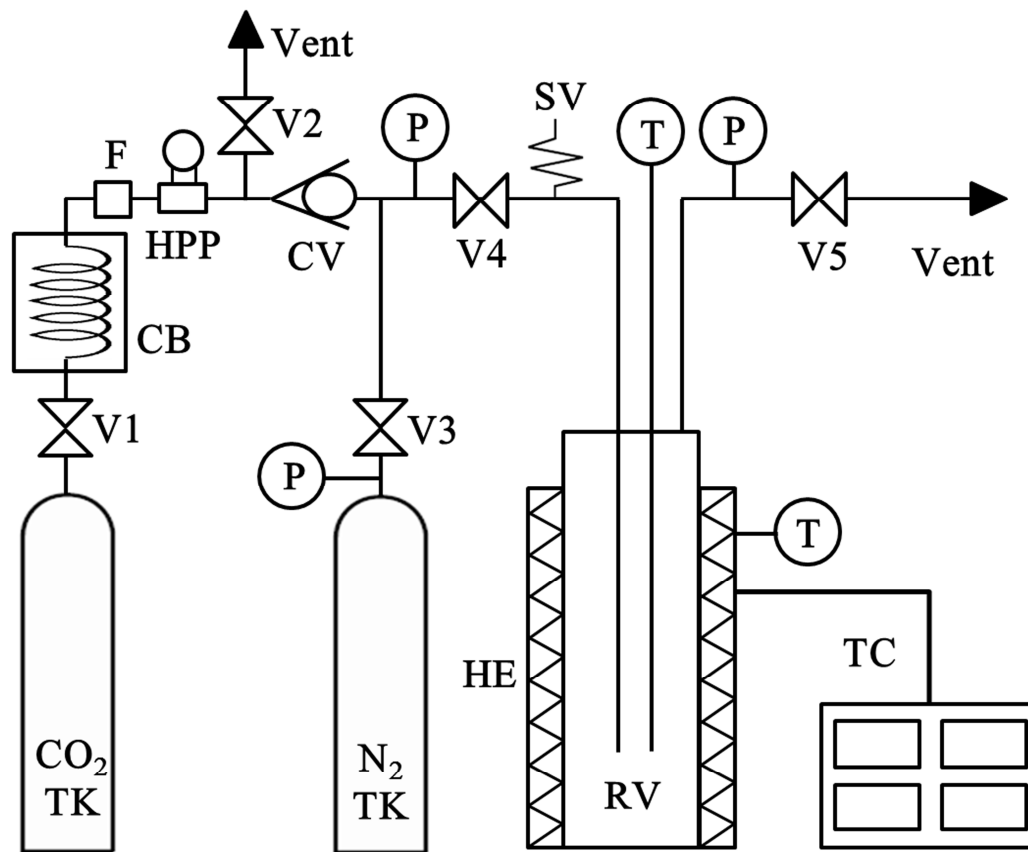 Vent
V2
P
SV
T
P
F
HPP
CV
V4
V5
Vent
CB
V1
V3
P
T
HE
TC
CO₂
TK
N₂
TK
RV